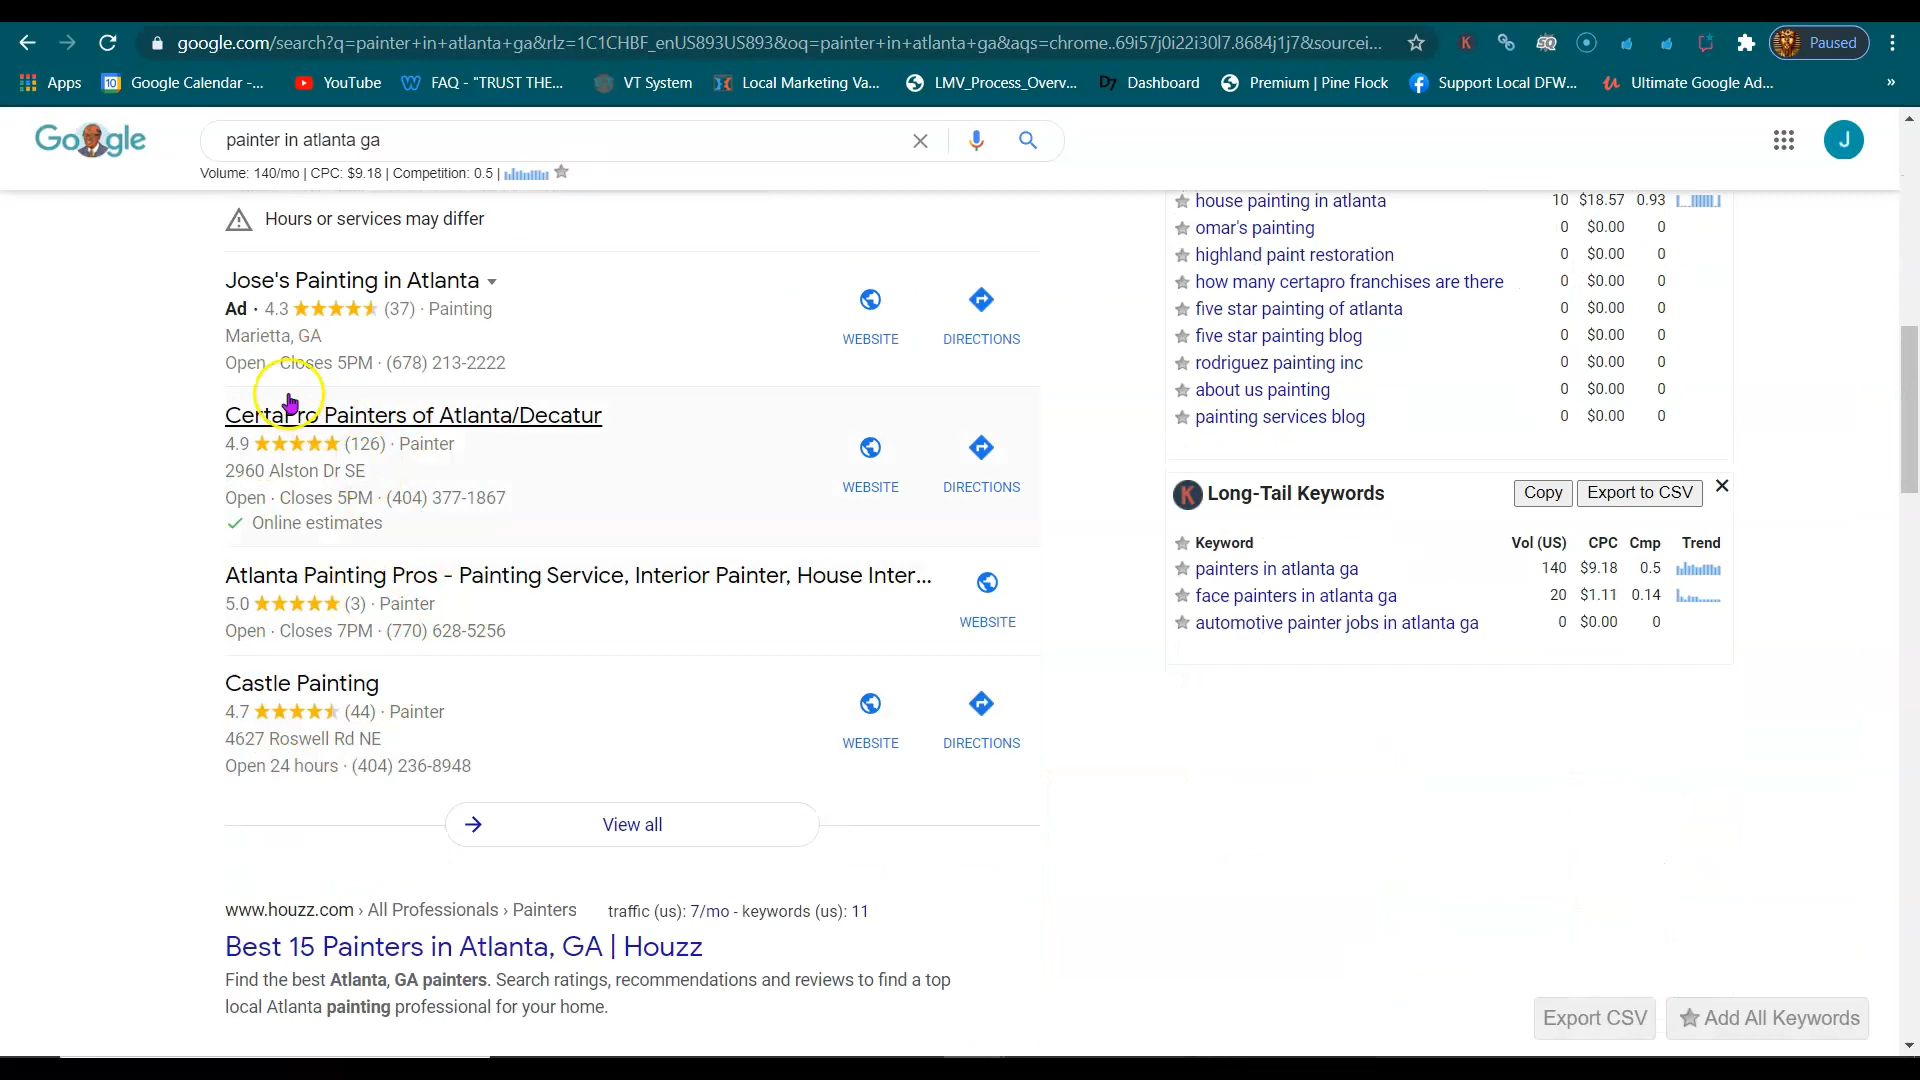 google.com/search?q=painter+in+atlanta+ga&rlz=1C1CHBF_enUS893US893&oq=painter+in+atlanta+ga&aqs=chrome..69i57j0i22i30l7.8684j1j7&sourcei...
Paused
Apps
10 Google Calendar -...
YouTube
FAQ - "TRUST THE...
VT System
Local Marketing Va...
LMV_Process_Overv...
D7 Dashboard
Premium | Pine Flock
Support Local DFW...
Ultimate Google Ad...
»
painter in atlanta ga
J
Volume: 140/mo | CPC: $9.18 | Competition: 0.5 |
Hours or services may differ
Jose's Painting in Atlanta
Ad · 4.3 (37) · Painting
Marietta, GA
Open · Closes 5PM · (678) 213-2222
WEBSITE
DIRECTIONS
CertaPro Painters of Atlanta/Decatur
4.9 (126) · Painter
2960 Alston Dr SE
Open · Closes 5PM · (404) 377-1867
Online estimates
WEBSITE
DIRECTIONS
Atlanta Painting Pros - Painting Service, Interior Painter, House Inter...
5.0 (3) · Painter
Open · Closes 7PM · (770) 628-5256
WEBSITE
Castle Painting
4.7 (44) · Painter
4627 Roswell Rd NE
Open 24 hours · (404) 236-8948
WEBSITE
DIRECTIONS
View all
www.houzz.com › All Professionals › Painters
traffic (us): 7/mo - keywords (us): 11
Best 15 Painters in Atlanta, GA | Houzz
Find the best Atlanta, GA painters. Search ratings, recommendations and reviews to find a top
local Atlanta painting professional for your home.
house painting in atlanta 10 $18.57 0.93
omar's painting 0 $0.00 0
highland paint restoration 0 $0.00 0
how many certapro franchises are there 0 $0.00 0
five star painting of atlanta 0 $0.00 0
five star painting blog 0 $0.00 0
rodriguez painting inc 0 $0.00 0
about us painting 0 $0.00 0
painting services blog 0 $0.00 0
K Long-Tail Keywords
Copy
Export to CSV
Keyword Vol (US) CPC Cmp Trend
painters in atlanta ga 140 $9.18 0.5
face painters in atlanta ga 20 $1.11 0.14
automotive painter jobs in atlanta ga 0 $0.00 0
Export CSV
Add All Keywords